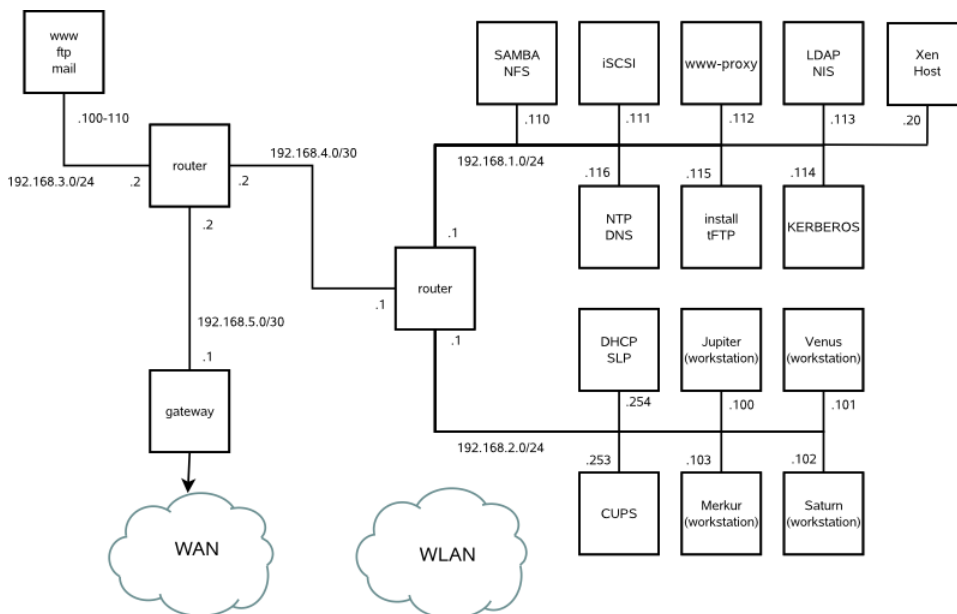 www
ftp
mail
SAMBA
NFS
iSCSI
www-proxy
LDAP
NIS
Xen
Host
.100-110
.110
.111
.112
.113
.20
router
192.168.4.0/30
192.168.1.0/24
192.168.3.0/24
.2
.2
.116
.115
.114
.2
NTP
DNS
install
tFTP
KERBEROS
.1
router
.1
192.168.5.0/30
.1
DHCP
SLP
Jupiter
(workstation)
Venus
(workstation)
.1
.254
.100
.101
gateway
192.168.2.0/24
.253
.103
.102
CUPS
Merkur
(workstation)
Saturn
(workstation)
WAN
WLAN